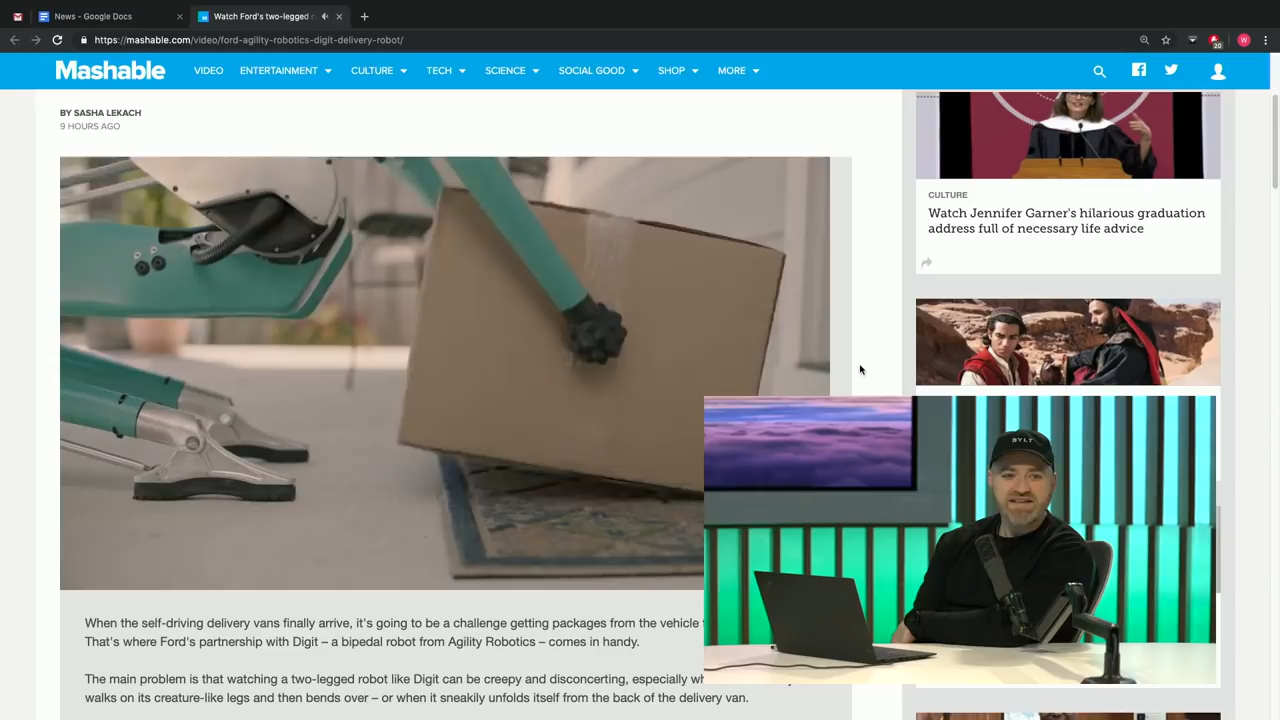 News - Google Docs
Watch Ford's two-legged r
https://mashable.com/video/ford-agility-robotics-digit-delivery-robot/
20
W
Mashable
VIDEO
ENTERTAINMENT
CULTURE
TECH
SCIENCE
SOCIAL GOOD
SHOP
MORE
BY SASHA LEKACH
9 HOURS AGO
CULTURE
Watch Jennifer Garner's hilarious graduation
address full of necessary life advice
BYLT
When the self-driving delivery vans finally arrive, it's going to be a challenge getting packages from the vehicle
That's where Ford's partnership with Digit – a bipedal robot from Agility Robotics – comes in handy.
The main problem is that watching a two-legged robot like Digit can be creepy and disconcerting, especially
walks on its creature-like legs and then bends over – or when it sneakily unfolds itself from the back of the delivery van.